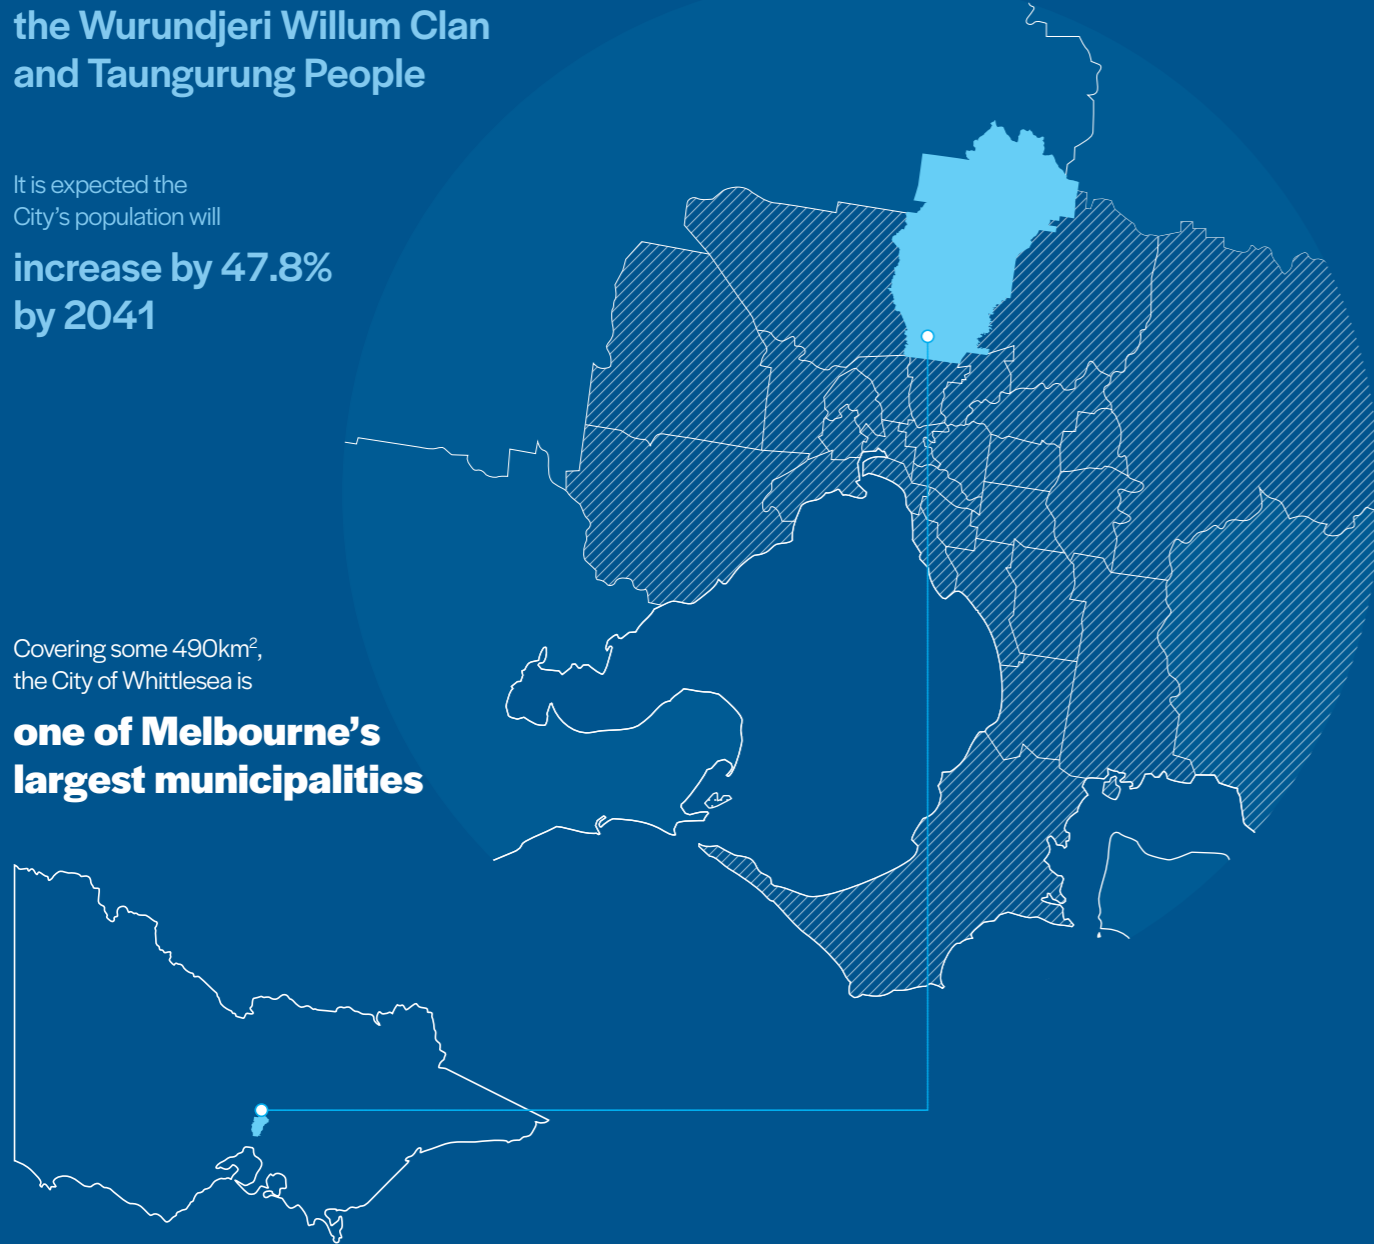 the Wurundjeri Willum Clan
and Taungurung People
It is expected the
City’s population will
increase by 47.8%
by 2041
Covering some 490km²,
the City of Whittlesea is
one of Melbourne’s
largest municipalities